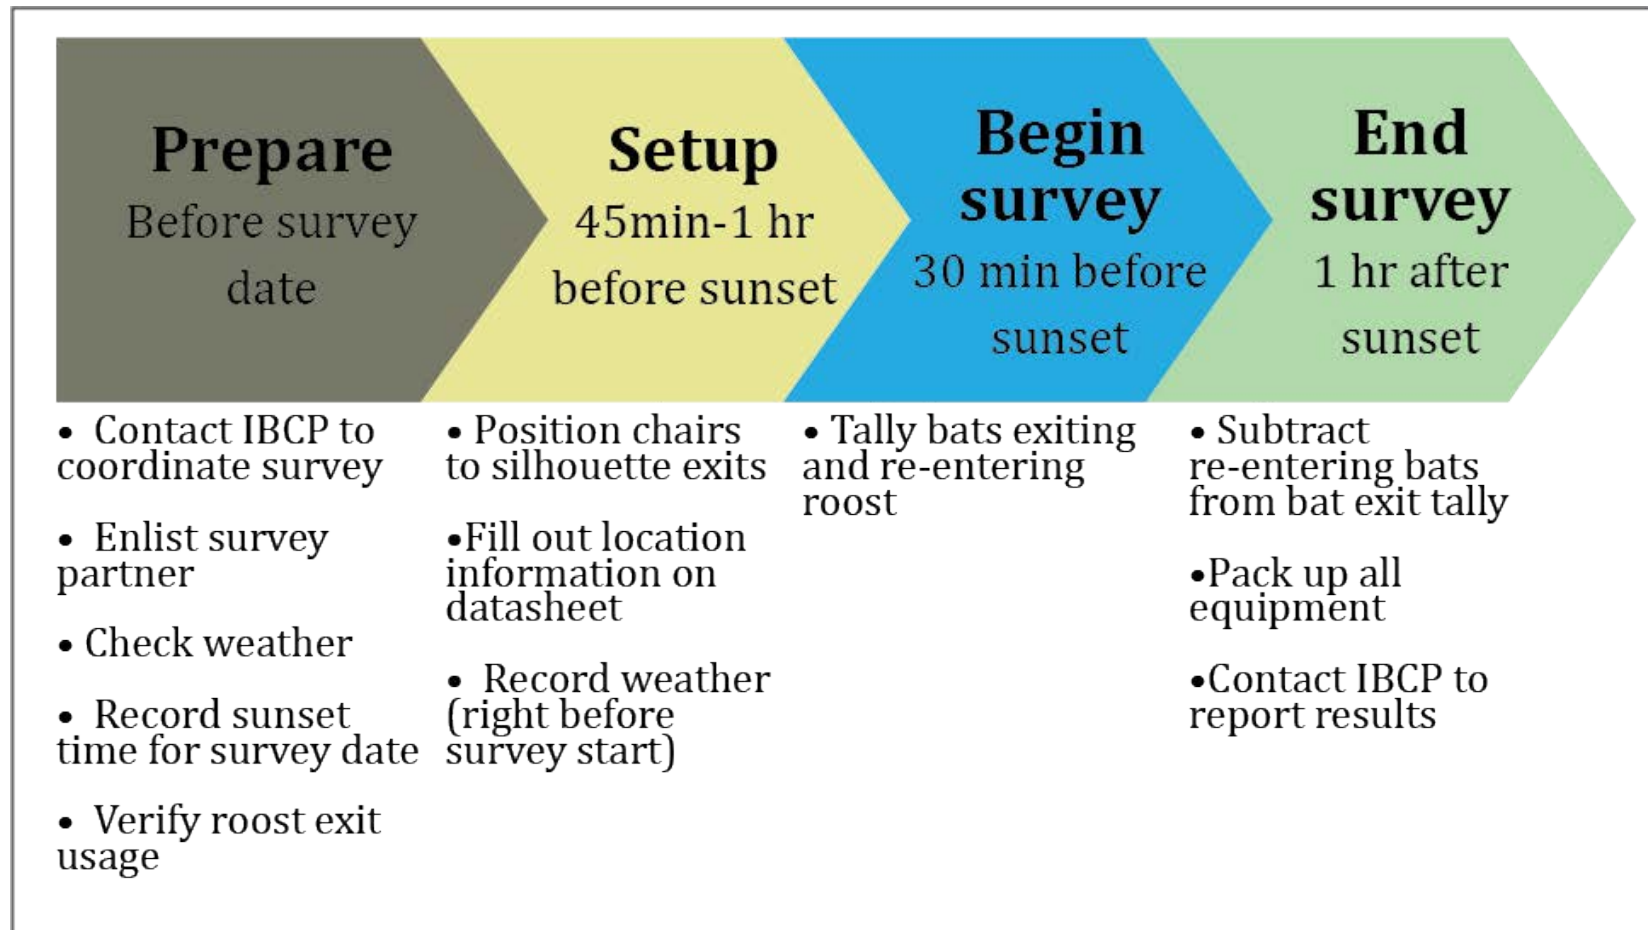 Prepare
Before survey
date
Setup
45min-1 hr
before sunset
Begin
survey
30 min before
sunset
End
survey
1 hr after
sunset
• Contact IBCP to
coordinate survey
• Enlist survey
partner
• Check weather
• Record sunset
time for survey date
• Verify roost exit
usage
• Position chairs
to silhouette exits
•Fill out location
information on
datasheet
• Record weather
(right before
survey start)
• Tally bats exiting
and re-entering
roost
• Subtract
re-entering bats
from bat exit tally
•Pack up all
equipment
•Contact IBCP to
report results